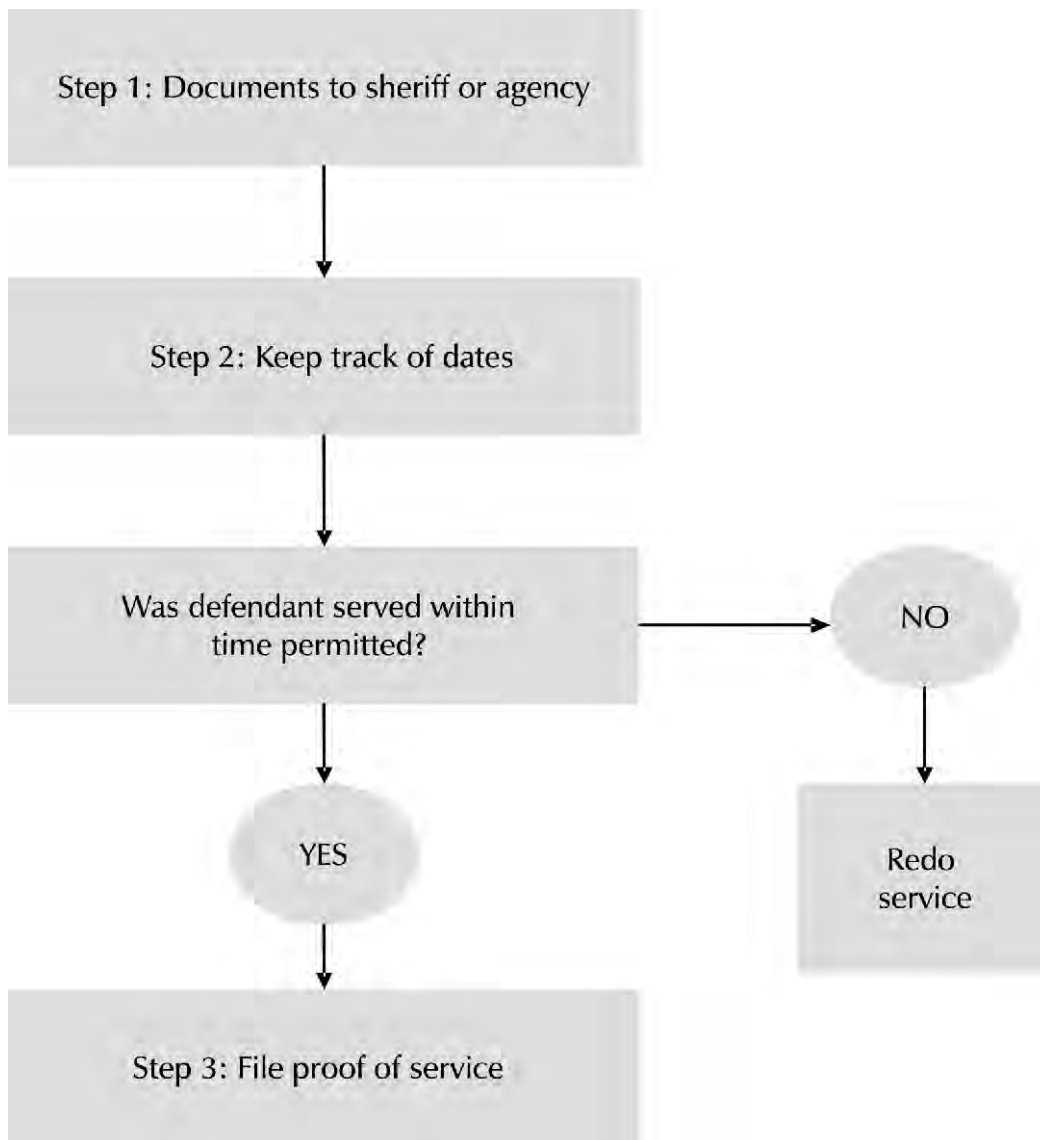 Step 1: Documents to sheriff or agency
Step 2: Keep track of dates
Was defendant served within
time permitted?
NO
YES
Redo
service
Step 3: File proof of service